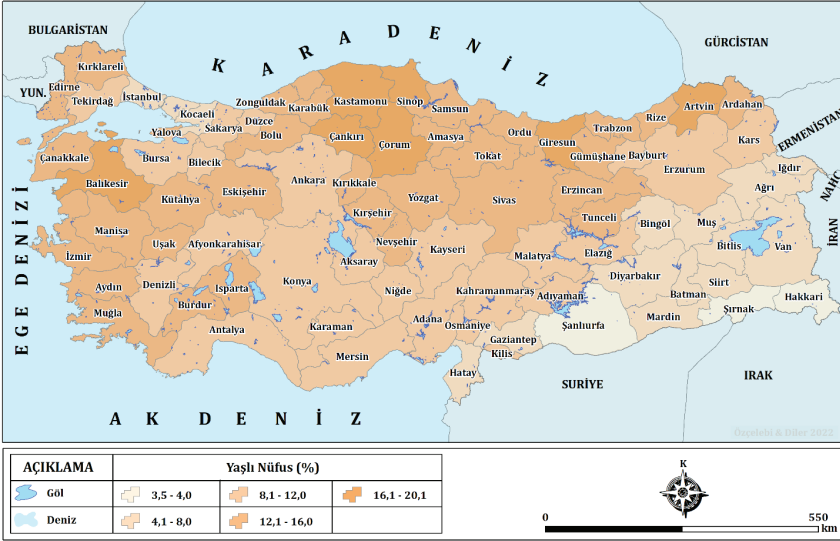 BULGARİSTAN
KARADENİZ
GÜRCİSTAN
YUN.
ERMENİSTAN
NAHÇ
İRAN
EGE DENİZİ
AKDENİZ
SURİYE
IRAK
Kırklareli
Edirne
Tekirdağ
İstanbul
Kocaeli
Yalova
Sakarya
Zonguldak
Düzce
Bolu
Karabük
Kastamonu
Sinop
Samsun
Çankırı
Çorum
Amasya
Ordu
Tokat
Giresun
Trabzon
Gümüşhane
Bayburt
Rize
Artvin
Ardahan
Kars
Iğdır
Erzurum
Ağrı
Çanakkale
Balıkesir
Bursa
Bilecik
Kütahya
Eskişehir
Ankara
Kırıkkale
Kırşehir
Yozgat
Sivas
Erzincan
Tunceli
Bingöl
Muş
Bitlis
Van
Manisa
İzmir
Uşak
Afyonkarahisar
Aksaray
Nevşehir
Kayseri
Malatya
Elazığ
Diyarbakır
Batman
Siirt
Hakkari
Şırnak
Mardin
Aydın
Muğla
Denizli
Burdur
Isparta
Konya
Niğde
Kahramanmaraş
Adıyaman
Şanlıurfa
Antalya
Karaman
Mersin
Adana
Osmaniye
Gaziantep
Kilis
Hatay
Özçelebi & Diler 2022
AÇIKLAMA
Yaşlı Nüfus (%)
Göl
3,5 - 4,0
8,1 - 12,0
16,1 - 20,1
Deniz
4,1 - 8,0
12,1 - 16,0
K
0
550
km